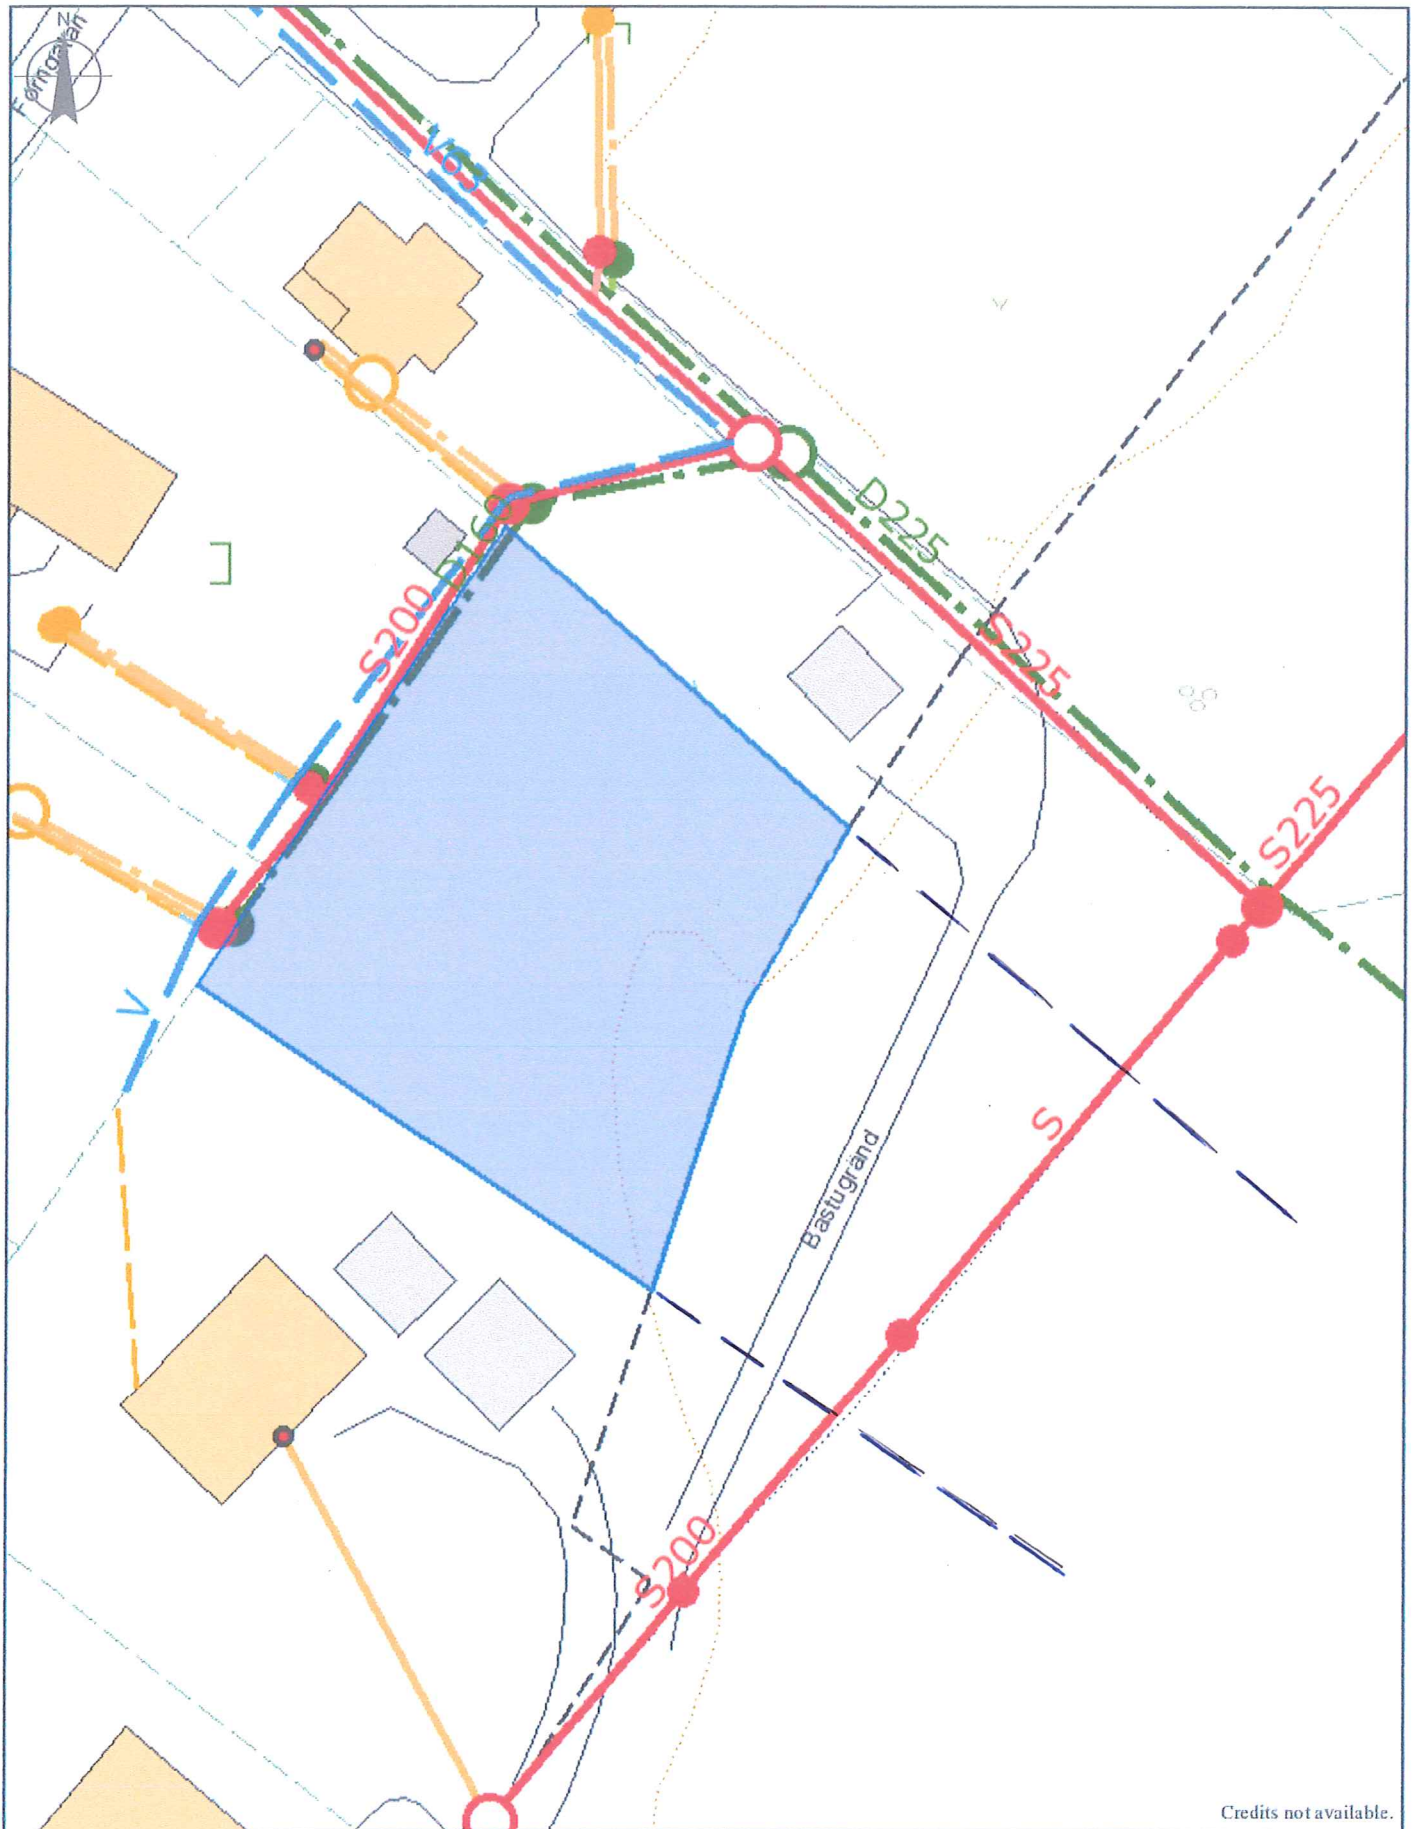 N
Forngatan
V63
D225
S225
S200
S225
V
S
Bastugränd
S200
Credits not available.